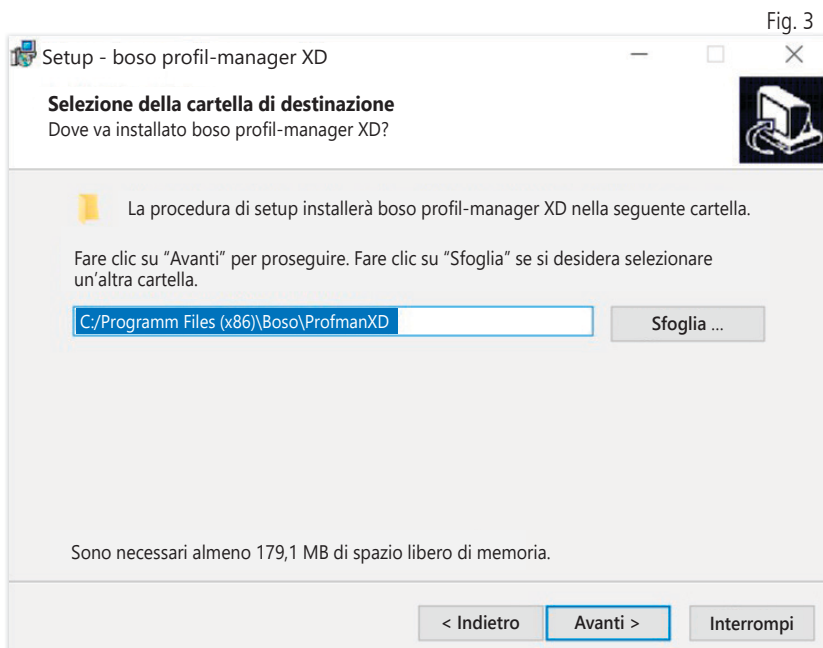 Fig. 3
Setup - boso profil-manager XD
Selezione della cartella di destinazione
Dove va installato boso profil-manager XD?
La procedura di setup installerà boso profil-manager XD nella seguente cartella.
Fare clic su “Avanti” per proseguire. Fare clic su “Sfoglia” se si desidera selezionare
un’altra cartella.
C:/Programm Files (x86)\Boso\ProfmanXD
Sfoglia ...
Sono necessari almeno 179,1 MB di spazio libero di memoria.
< Indietro
Avanti >
Interrompi